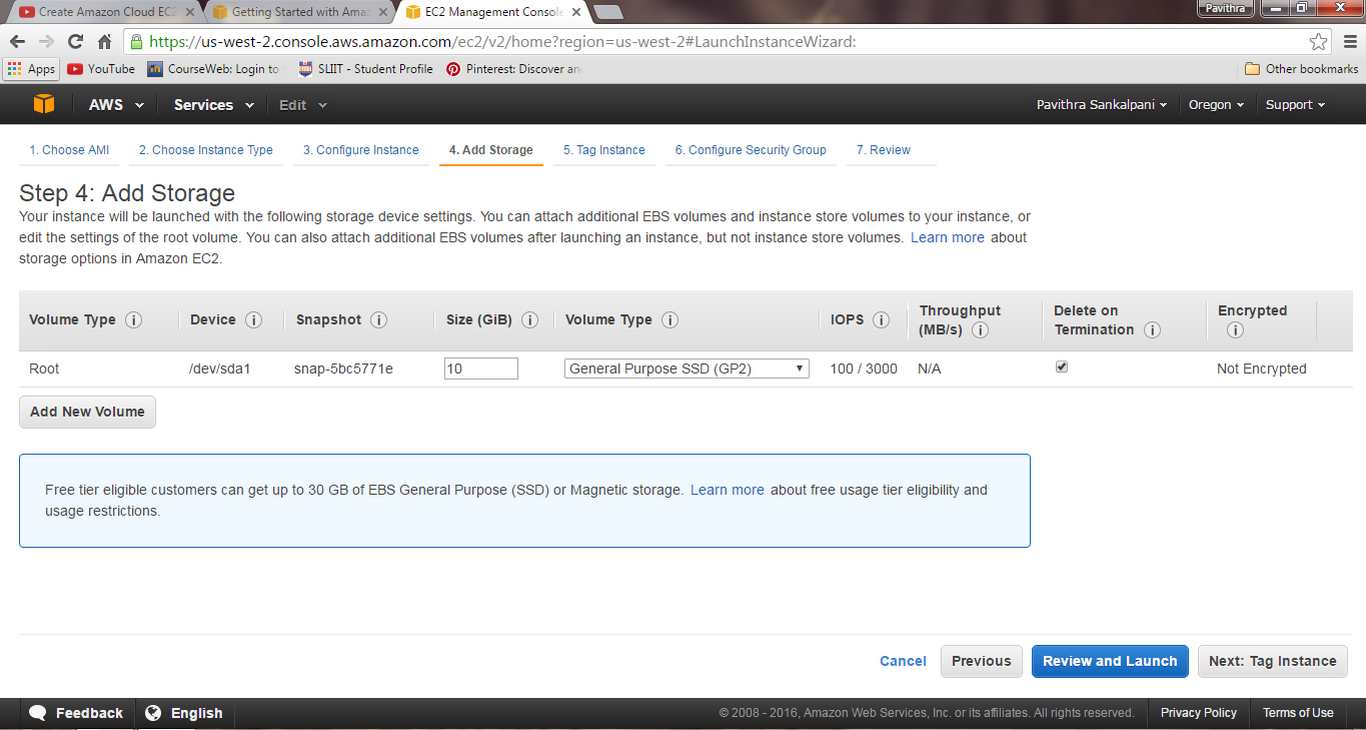 Create Amazon Cloud EC2
Getting Started with Amaz
EC2 Management Console
Pavithra
https://us-west-2.console.aws.amazon.com/ec2/v2/home?region=us-west-2#LaunchInstanceWizard:
Apps YouTube CourseWeb: Login to SLIIT - Student Profile Pinterest: Discover an Other bookmarks
AWS Services Edit Pavithra Sankalpani Oregon Support
1. Choose AMI 2. Choose Instance Type 3. Configure Instance 4. Add Storage 5. Tag Instance 6. Configure Security Group 7. Review
Step 4: Add Storage
Your instance will be launched with the following storage device settings. You can attach additional EBS volumes and instance store volumes to your instance, or
edit the settings of the root volume. You can also attach additional EBS volumes after launching an instance, but not instance store volumes. Learn more about
storage options in Amazon EC2.
Volume Type i Device i Snapshot i Size (GiB) i Volume Type i IOPS i Throughput (MB/s) i Delete on Termination i Encrypted i
Root /dev/sda1 snap-5bc5771e 10 General Purpose SSD (GP2) 100 / 3000 N/A Not Encrypted
Add New Volume
Free tier eligible customers can get up to 30 GB of EBS General Purpose (SSD) or Magnetic storage. Learn more about free usage tier eligibility and
usage restrictions.
Cancel Previous Review and Launch Next: Tag Instance
Feedback English © 2008 - 2016, Amazon Web Services, Inc. or its affiliates. All rights reserved. Privacy Policy Terms of Use